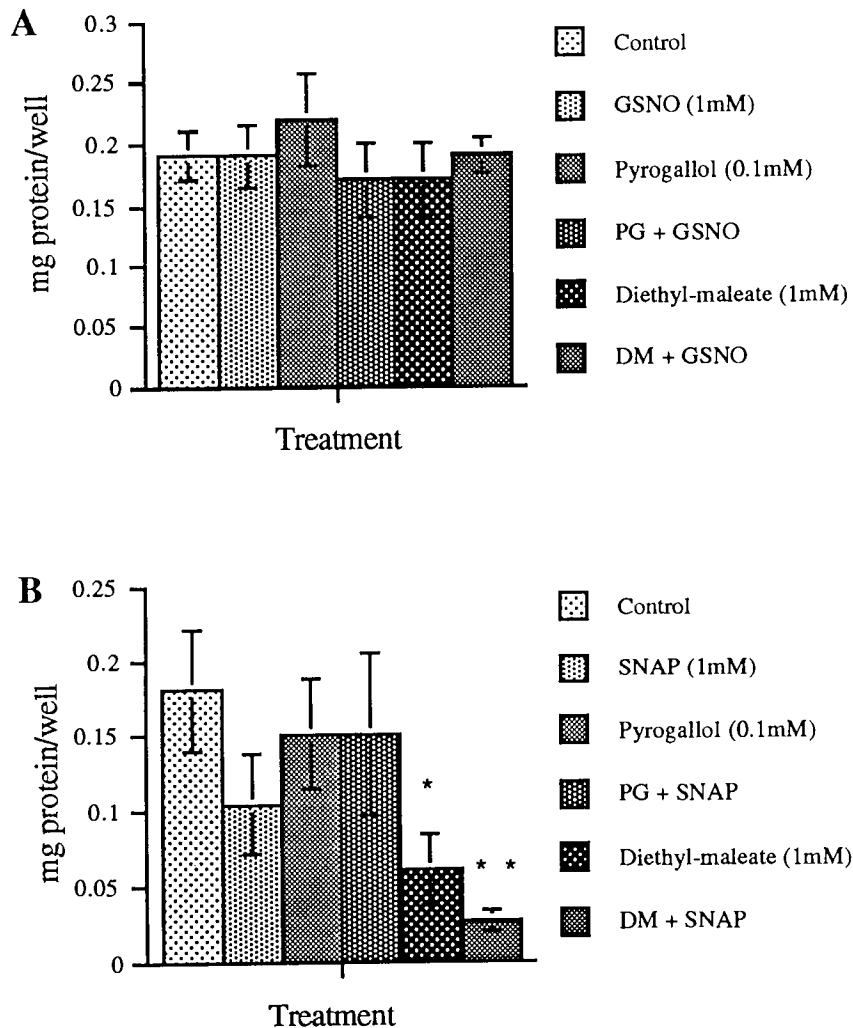 A
0.3
0.25
0.2
0.15
0.1
0.05
0
mg protein/well
Treatment
Control
GSNO (1mM)
Pyrogallol (0.1mM)
PG + GSNO
Diethyl-maleate (1mM)
DM + GSNO
B
0.25
0.2
0.15
0.1
0.05
0
mg protein/well
*
* *
Treatment
Control
SNAP (1mM)
Pyrogallol (0.1mM)
PG + SNAP
Diethyl-maleate (1mM)
DM + SNAP